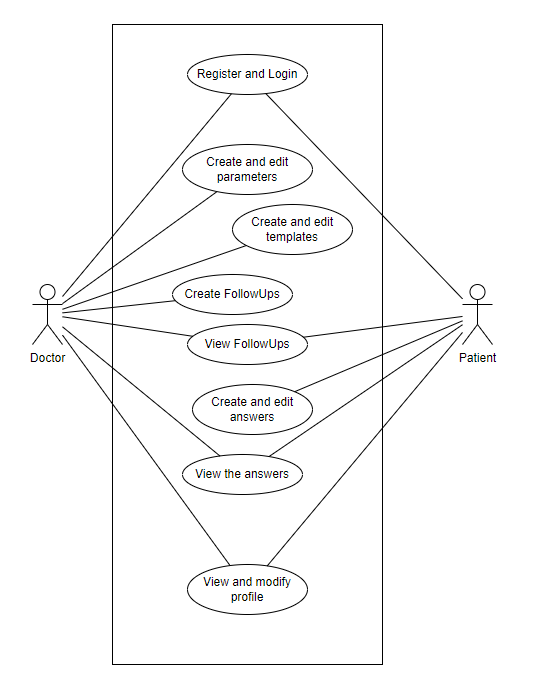 Register and Login
Create and edit
parameters
Create and edit
templates
Create FollowUps
View FollowUps
Doctor
Patient
Create and edit
answers
View the answers
View and modify
profile